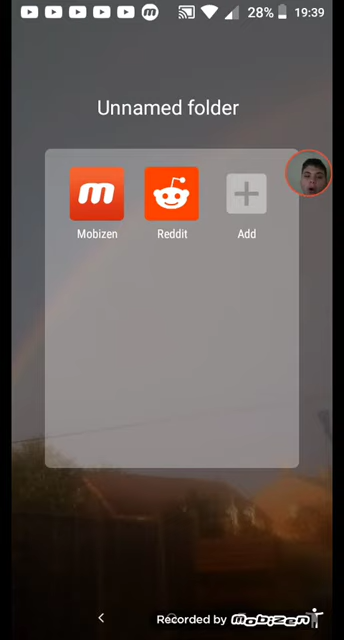 m 28% 19:39
Unnamed folder
m
Mobizen Reddit Add
Recorded by mobizen